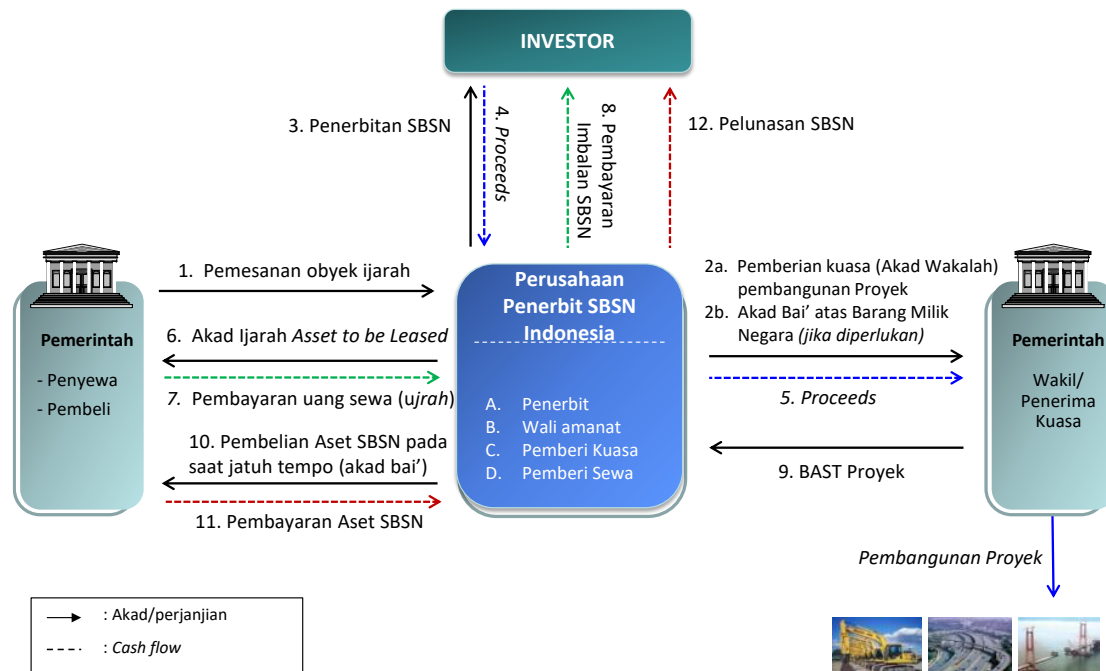 INVESTOR
3. Penerbitan SBSN
4. Proceeds
8. Pembayaran
Imbalan SBSN
12. Pelunasan SBSN
1. Pemesanan obyek ijarah
6. Akad Ijarah Asset to be Leased
7. Pembayaran uang sewa (ujrah)
10. Pembelian Aset SBSN pada
saat jatuh tempo (akad bai’)
11. Pembayaran Aset SBSN
Pemerintah
- Penyewa
- Pembeli
Perusahaan
Penerbit SBSN
Indonesia
A. Penerbit
B. Wali amanat
C. Pemberi Kuasa
D. Pemberi Sewa
2a. Pemberian kuasa (Akad Wakalah)
pembangunan Proyek
2b. Akad Bai’ atas Barang Milik
Negara (jika diperlukan)
5. Proceeds
9. BAST Proyek
Pemerintah
Wakil/
Penerima
Kuasa
Pembangunan Proyek
: Akad/perjanjian
: Cash flow